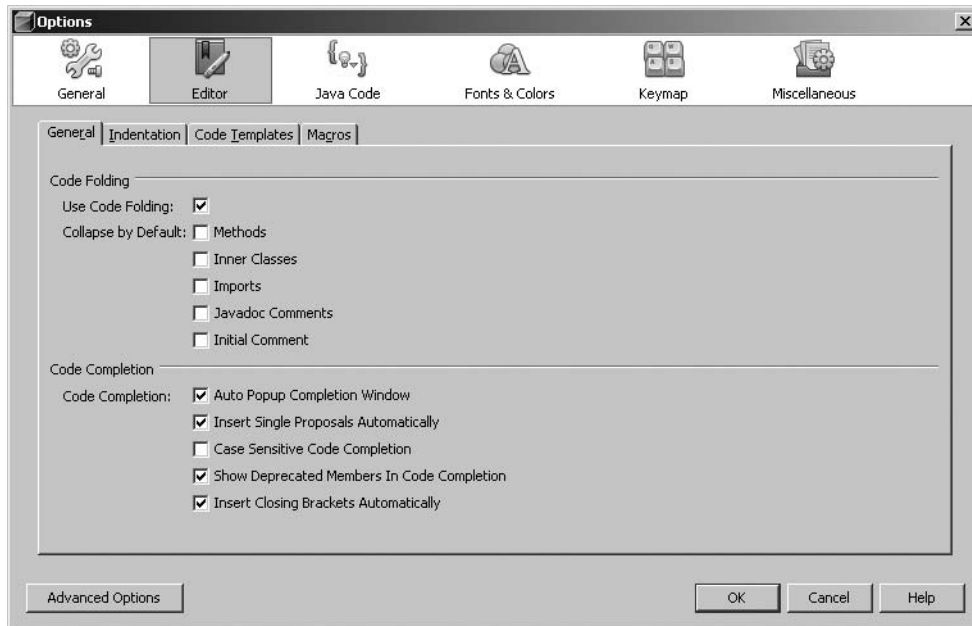 Options
General Editor Java Code Fonts & Colors Keymap Miscellaneous
General Indentation Code Templates Macros
Code Folding
Use Code Folding:
Collapse by Default: Methods
Inner Classes
Imports
Javadoc Comments
Initial Comment
Code Completion
Code Completion: Auto Popup Completion Window
Insert Single Proposals Automatically
Case Sensitive Code Completion
Show Deprecated Members In Code Completion
Insert Closing Brackets Automatically
Advanced Options OK Cancel Help